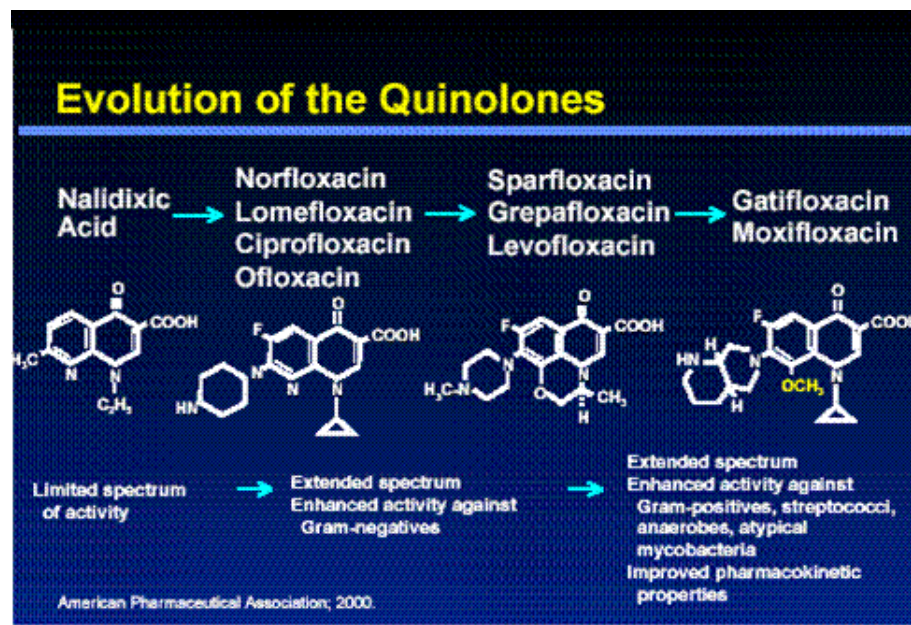 Evolution of the Quinolones
Nalidixic
Acid
Norfloxacin
Lomefloxacin
Ciprofloxacin
Ofloxacin
Sparfloxacin
Grepafloxacin
Levofloxacin
Gatifloxacin
Moxifloxacin
O
COOH
H₃C
N
N
C₂H₅
O
F
COOH
N
N
N
HN
O
F
COOH
N
H₃C
N
O
N
CH₃
H
O
F
COOH
H
HN
N
OCH₃
N
H
Limited spectrum
of activity
Extended spectrum
Enhanced activity against
Gram-negatives
Extended spectrum
Enhanced activity against
Gram-positives, streptococci,
anaerobes, atypical
mycobacteria
Improved pharmacokinetic
properties
American Pharmaceutical Association; 2000.